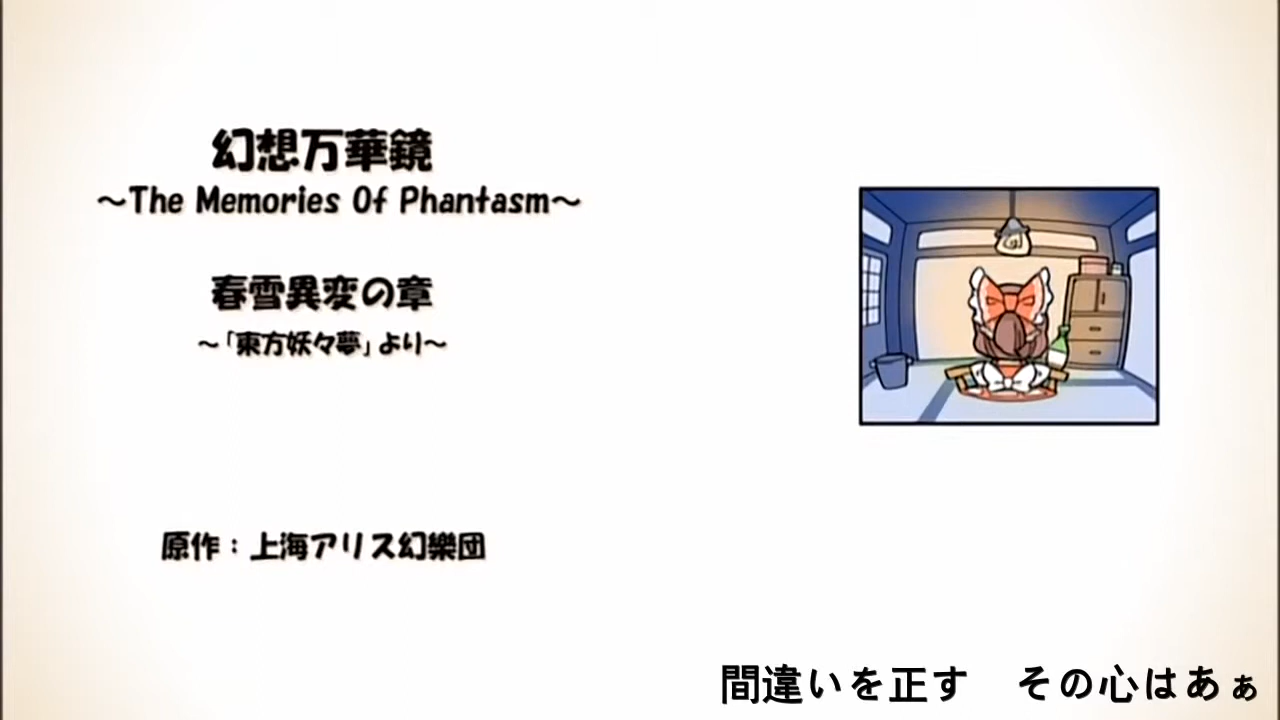 幻想万華鏡
～The Memories Of Phantasm～
春雪異変の章
～「東方妖々夢」より～
原作：上海アリス幻樂団
間違いを正す　その心はあぁ